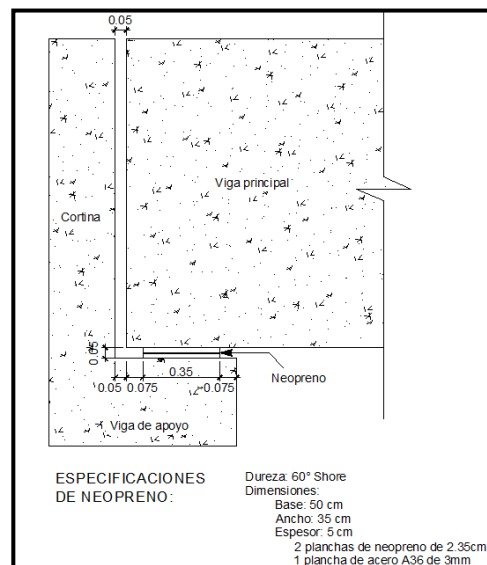 0.05
Viga principal
Cortina
0.05
Neopreno
0.05 0.075 0.35 0.075
Viga de apoyo
ESPECIFICACIONES
DE NEOPRENO:
Dureza: 60° Shore
Dimensiones:
Base: 50 cm
Ancho: 35 cm
Espesor: 5 cm
2 planchas de neopreno de 2.35cm
1 plancha de acero A36 de 3mm